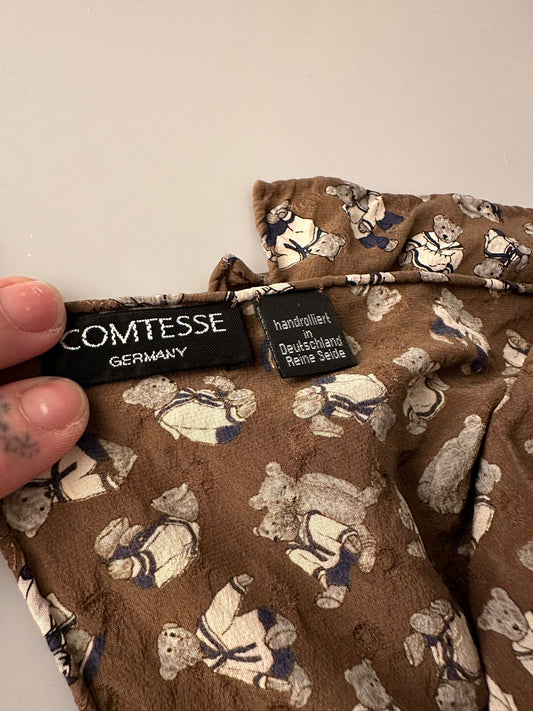 COMTESSE
GERMANY
handrolliert
in
Deutschland
Reine Seide